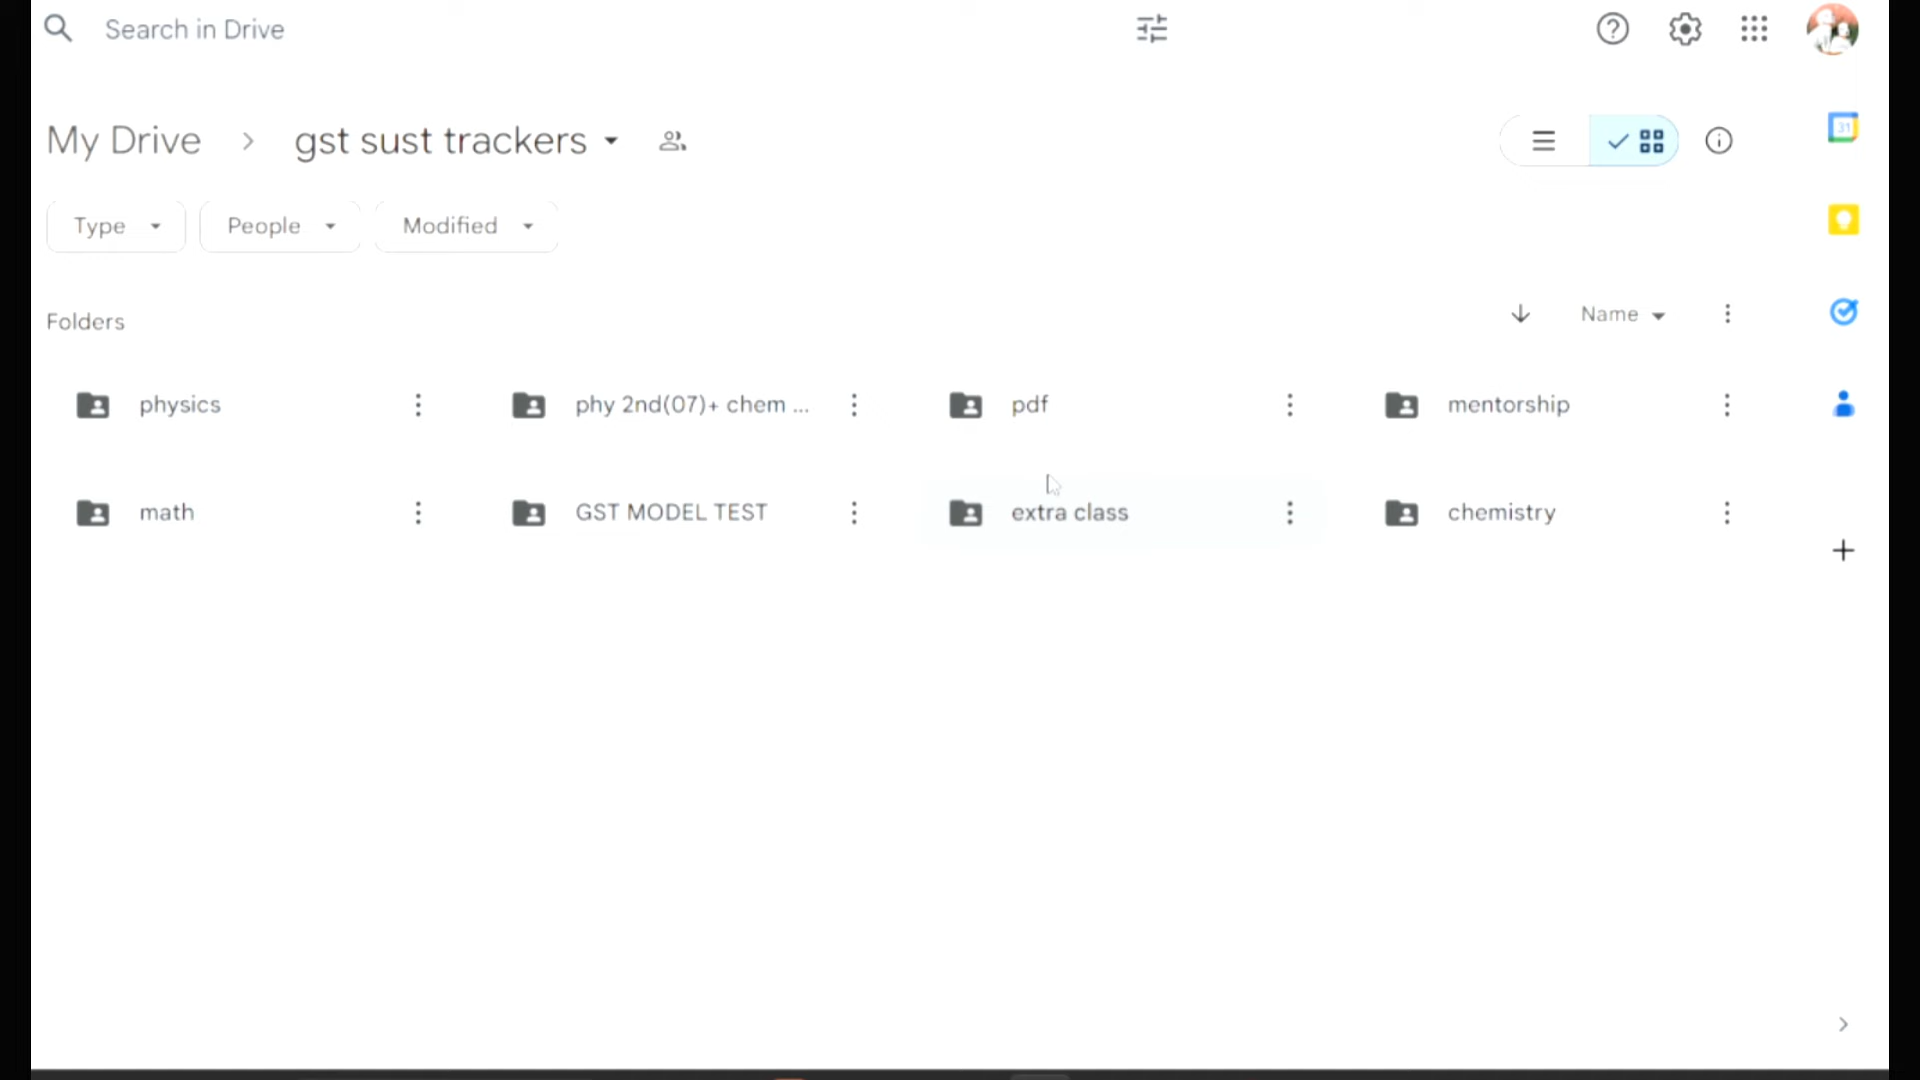 Search in Drive
My Drive > gst sust trackers
Type People Modified
Folders Name
physics phy 2nd(07)+ chem ... pdf mentorship
math GST MODEL TEST extra class chemistry
31